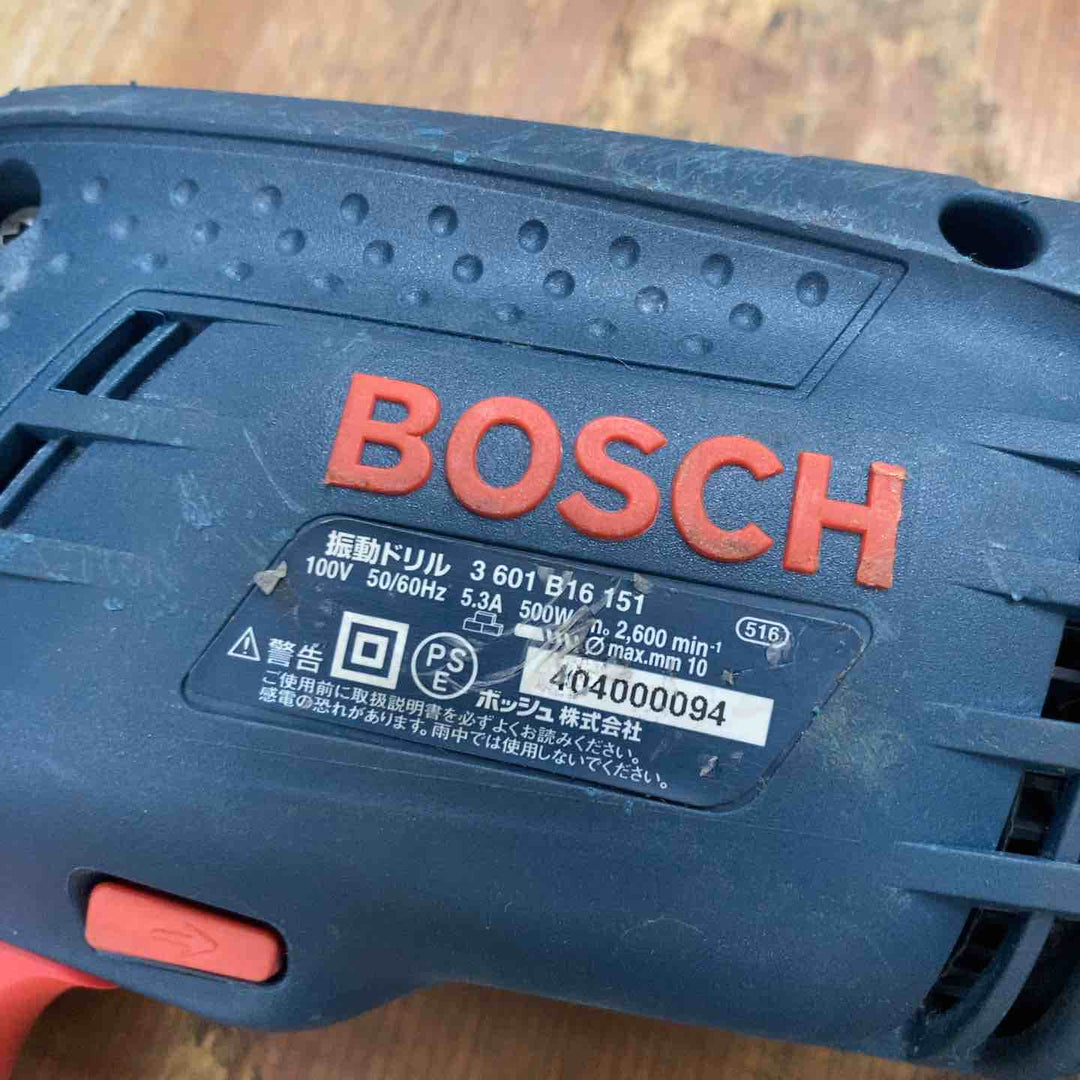 BOSCH
振動ドリル 3 601 B16 151
100V 50/60Hz 5.3A 500W n₀ 2,600 min⁻¹ 516
Ø max.mm 10
警告 PSE 404000094
ボッシュ株式会社
ご使用前に取扱説明書を必ずよくお読みください。
感電の恐れがあります。雨中では使用しないでください。